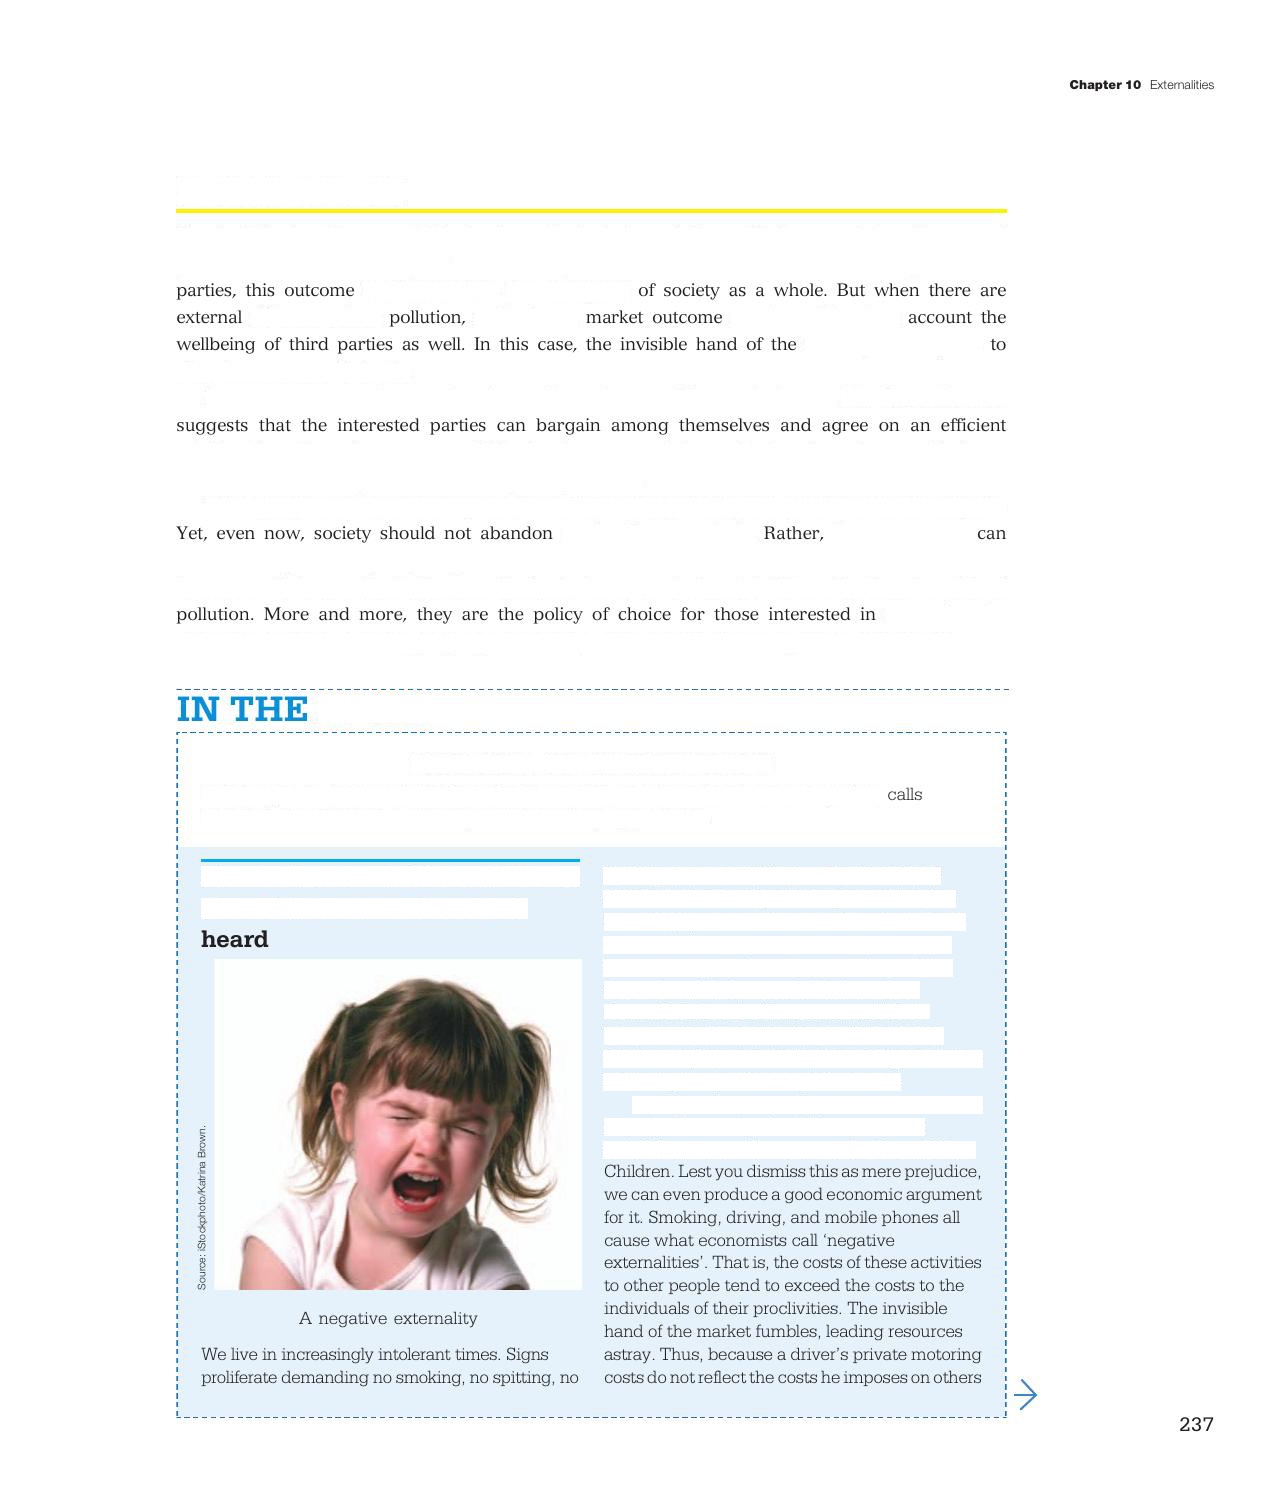 Chapter 10 Externalities
parties, this outcome of society as a whole. But when there are
external pollution, market outcome account the
wellbeing of third parties as well. In this case, the invisible hand of the to
suggests that the interested parties can bargain among themselves and agree on an efficient
Yet, even now, society should not abandon Rather, can
pollution. More and more, they are the policy of choice for those interested in
IN THE
calls
heard
Source: iStockphoto/Katrina Brown.
A negative externality
We live in increasingly intolerant times. Signs
proliferate demanding no smoking, no spitting, no
Children. Lest you dismiss this as mere prejudice,
we can even produce a good economic argument
for it. Smoking, driving, and mobile phones all
cause what economists call ‘negative
externalities’. That is, the costs of these activities
to other people tend to exceed the costs to the
individuals of their proclivities. The invisible
hand of the market fumbles, leading resources
astray. Thus, because a driver’s private motoring
costs do not reflect the costs he imposes on others
237